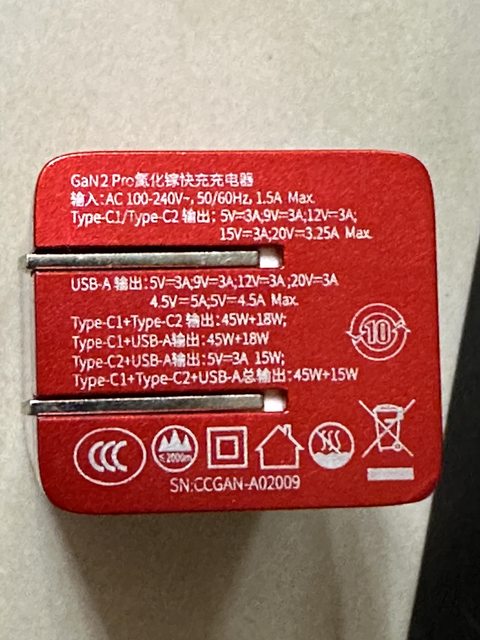 GaN2 Pro氮化镓快充充电器
输入:AC 100-240V~, 50/60Hz, 1.5A Max.
Type-C1/Type-C2 输出: 5V=3A;9V=3A;12V=3A;
15V=3A;20V=3.25A Max.
USB-A 输出:5V=3A;9V=3A;12V=3A ;20V=3A
4.5V=5A;5V=4.5A Max.
Type-C1+Type-C2 输出:45W+18W;
Type-C1+USB-A输出:45W+18W
Type-C2+USB-A输出:5V=3A 15W;
Type-C1+Type-C2+USB-A总输出:45W+15W
10
CCC
≤2000m
SN:CCGAN-A02009